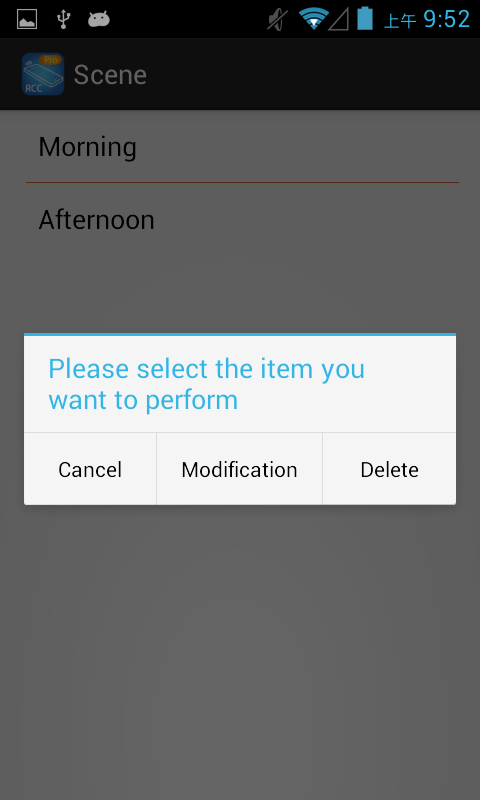 上午 9:52
Pro
RCC
Scene
Morning
Afternoon
Please select the item you
want to perform
Cancel
Modification
Delete